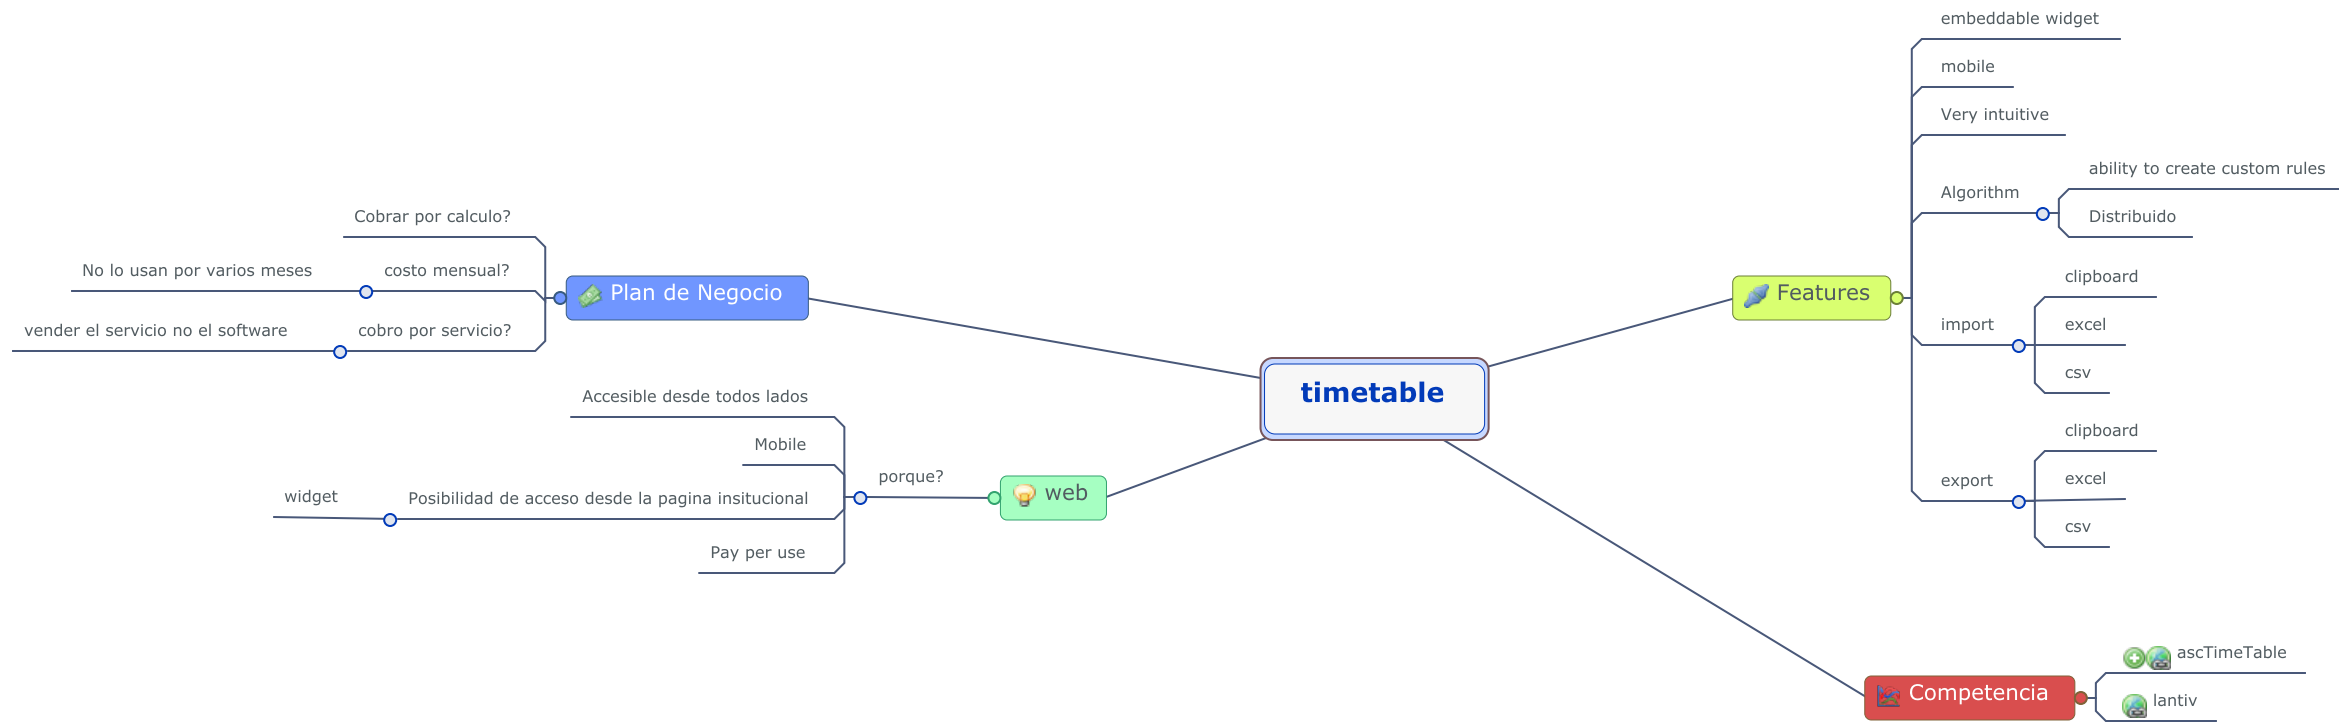 timetable
Plan de Negocio
Cobrar por calculo?
costo mensual?
No lo usan por varios meses
cobro por servicio?
vender el servicio no el software
web
porque?
Accesible desde todos lados
Mobile
Posibilidad de acceso desde la pagina insitucional
widget
Pay per use
Features
embeddable widget
mobile
Very intuitive
Algorithm
ability to create custom rules
Distribuido
import
clipboard
excel
csv
export
clipboard
excel
csv
Competencia
ascTimeTable
lantiv